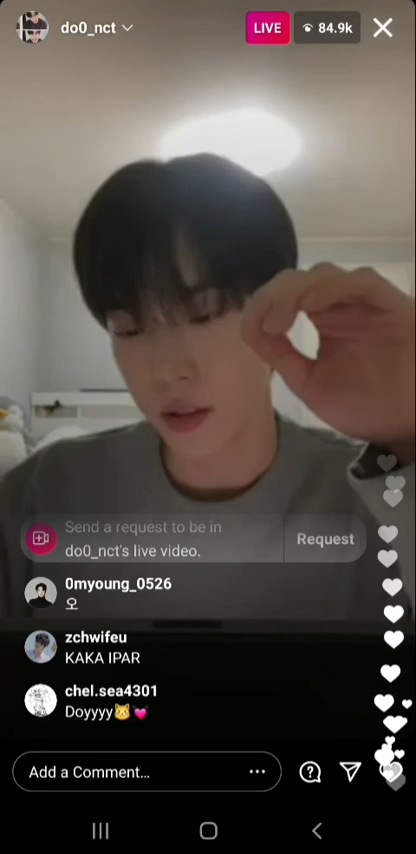 do0_nct
LIVE
84.9k
Send a request to be in
do0_nct's live video.
Request
0myoung_0526
오
zchwifeu
KAKA IPAR
chel.sea4301
Doyyyy😿💓
Add a Comment...